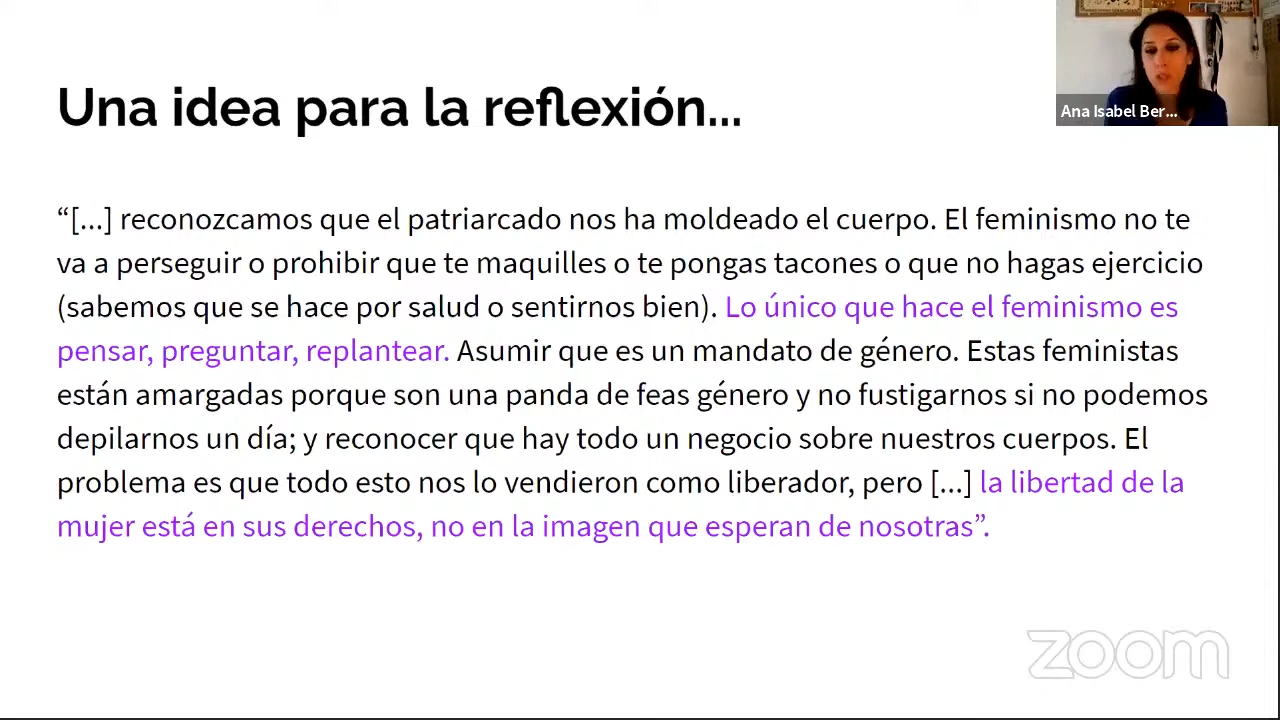 Una idea para la reflexión...
Ana Isabel Ber...
“[...] reconozcamos que el patriarcado nos ha moldeado el cuerpo. El feminismo no te
va a perseguir o prohibir que te maquilles o te pongas tacones o que no hagas ejercicio
(sabemos que se hace por salud o sentirnos bien). Lo único que hace el feminismo es
pensar, preguntar, replantear. Asumir que es un mandato de género. Estas feministas
están amargadas porque son una panda de feas género y no fustigarnos si no podemos
depilarnos un día; y reconocer que hay todo un negocio sobre nuestros cuerpos. El
problema es que todo esto nos lo vendieron como liberador, pero [...] la libertad de la
mujer está en sus derechos, no en la imagen que esperan de nosotras”.
zoom